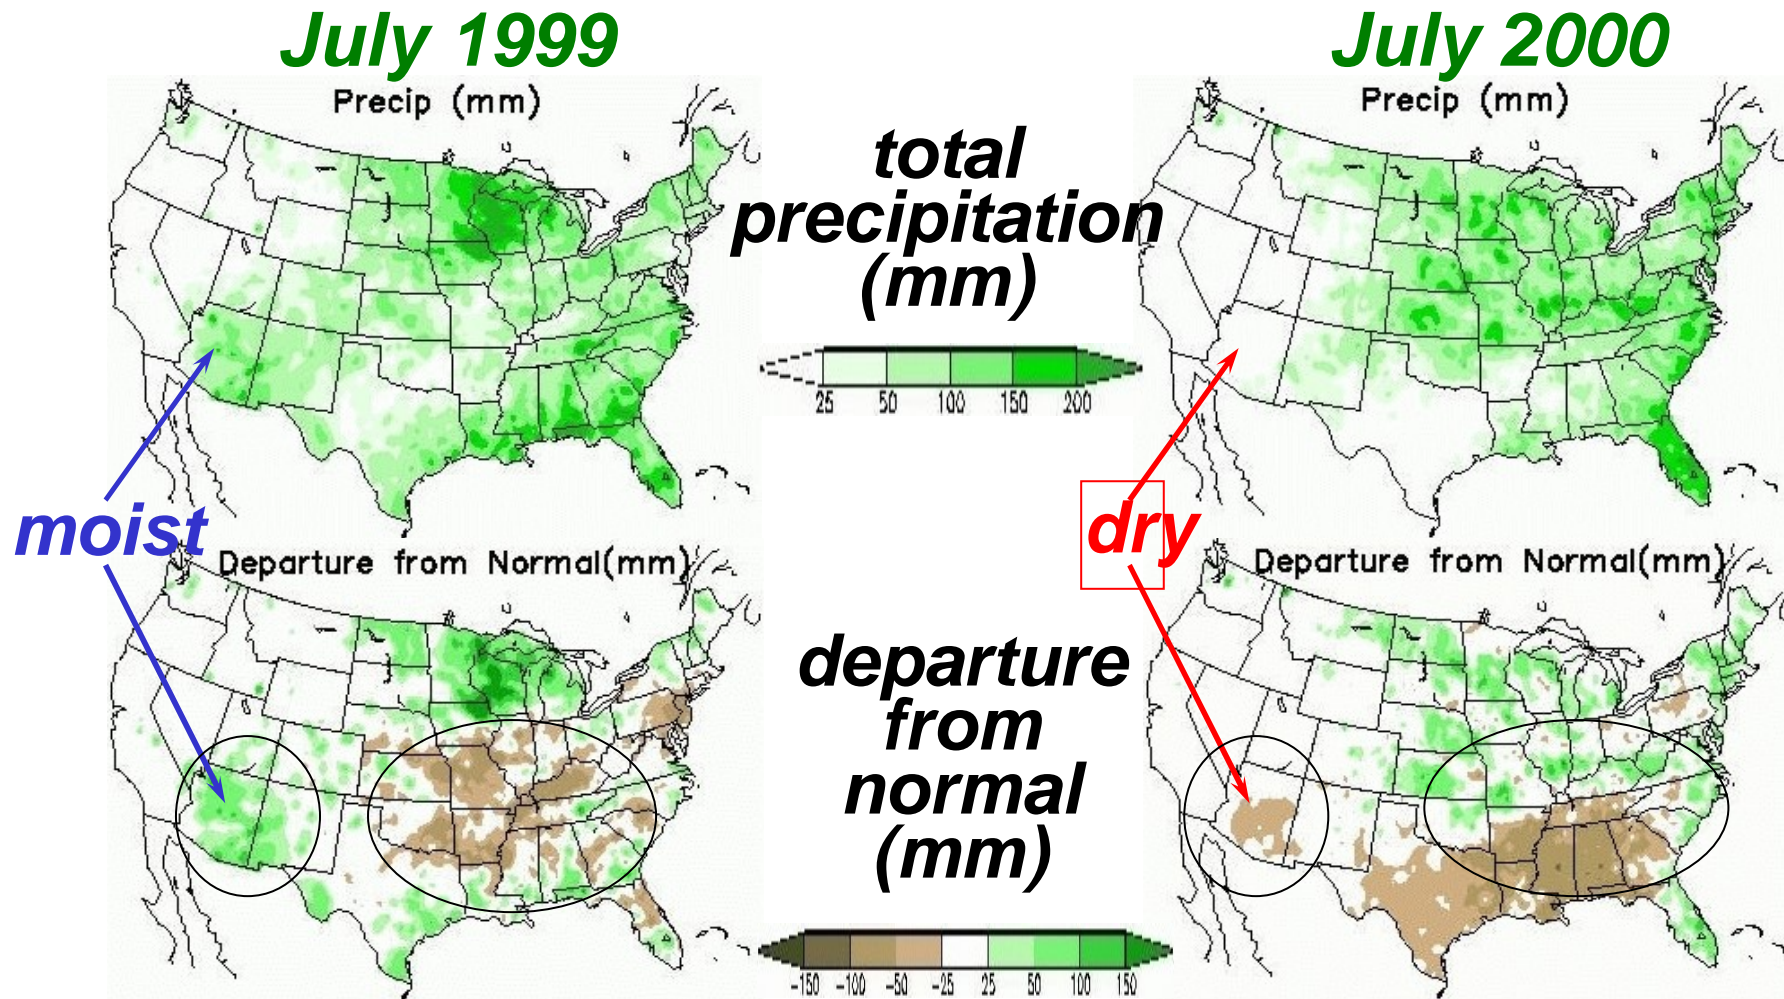 July 1999
July 2000
Precip (mm)
Precip (mm)
total
precipitation
(mm)
25 50 100 150 200
moist
dry
Departure from Normal(mm)
Departure from Normal(mm)
departure
from
normal
(mm)
-150 -100 -50 -25 25 50 100 150